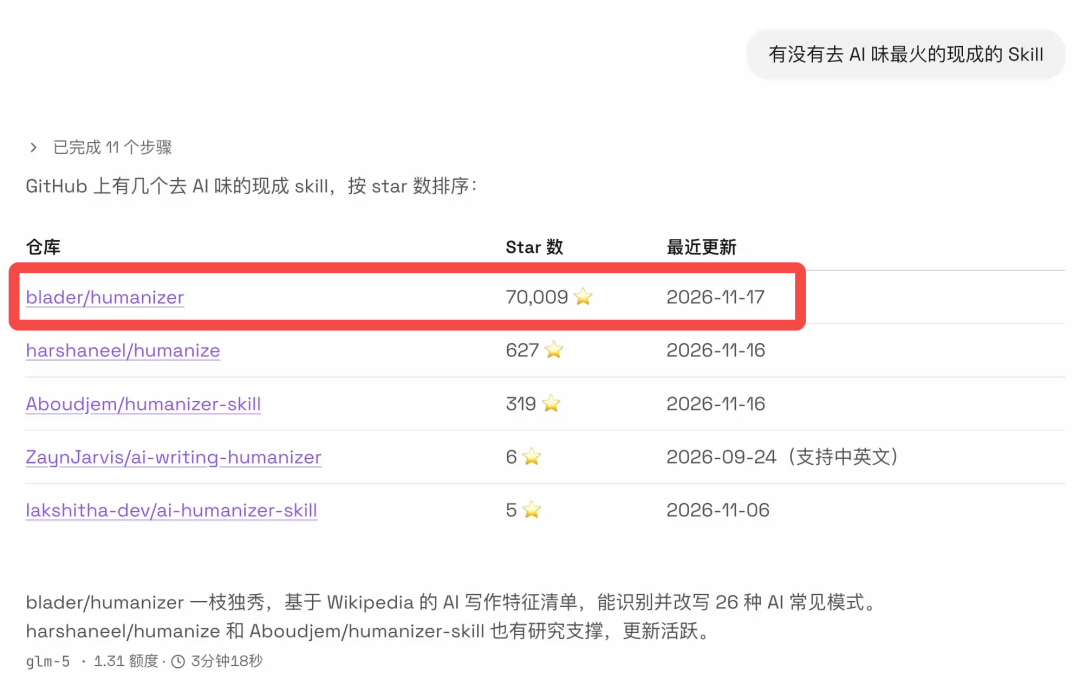 有没有去 AI 味最火的现成的 Skill
已完成 11 个步骤
GitHub 上有几个去 AI 味的现成 skill，按 star 数排序：
仓库 Star 数 最近更新
blader/humanizer 70,009 ⭐ 2026-11-17
harshaneel/humanize 627 ⭐ 2026-11-16
Aboudjem/humanizer-skill 319 ⭐ 2026-11-16
ZaynJarvis/ai-writing-humanizer 6 ⭐ 2026-09-24（支持中英文）
lakshitha-dev/ai-humanizer-skill 5 ⭐ 2026-11-06
blader/humanizer 一枝独秀，基于 Wikipedia 的 AI 写作特征清单，能识别并改写 26 种 AI 常见模式。
harshaneel/humanize 和 Aboudjem/humanizer-skill 也有研究支撑，更新活跃。
glm-5 · 1.31 额度 · 3分钟18秒